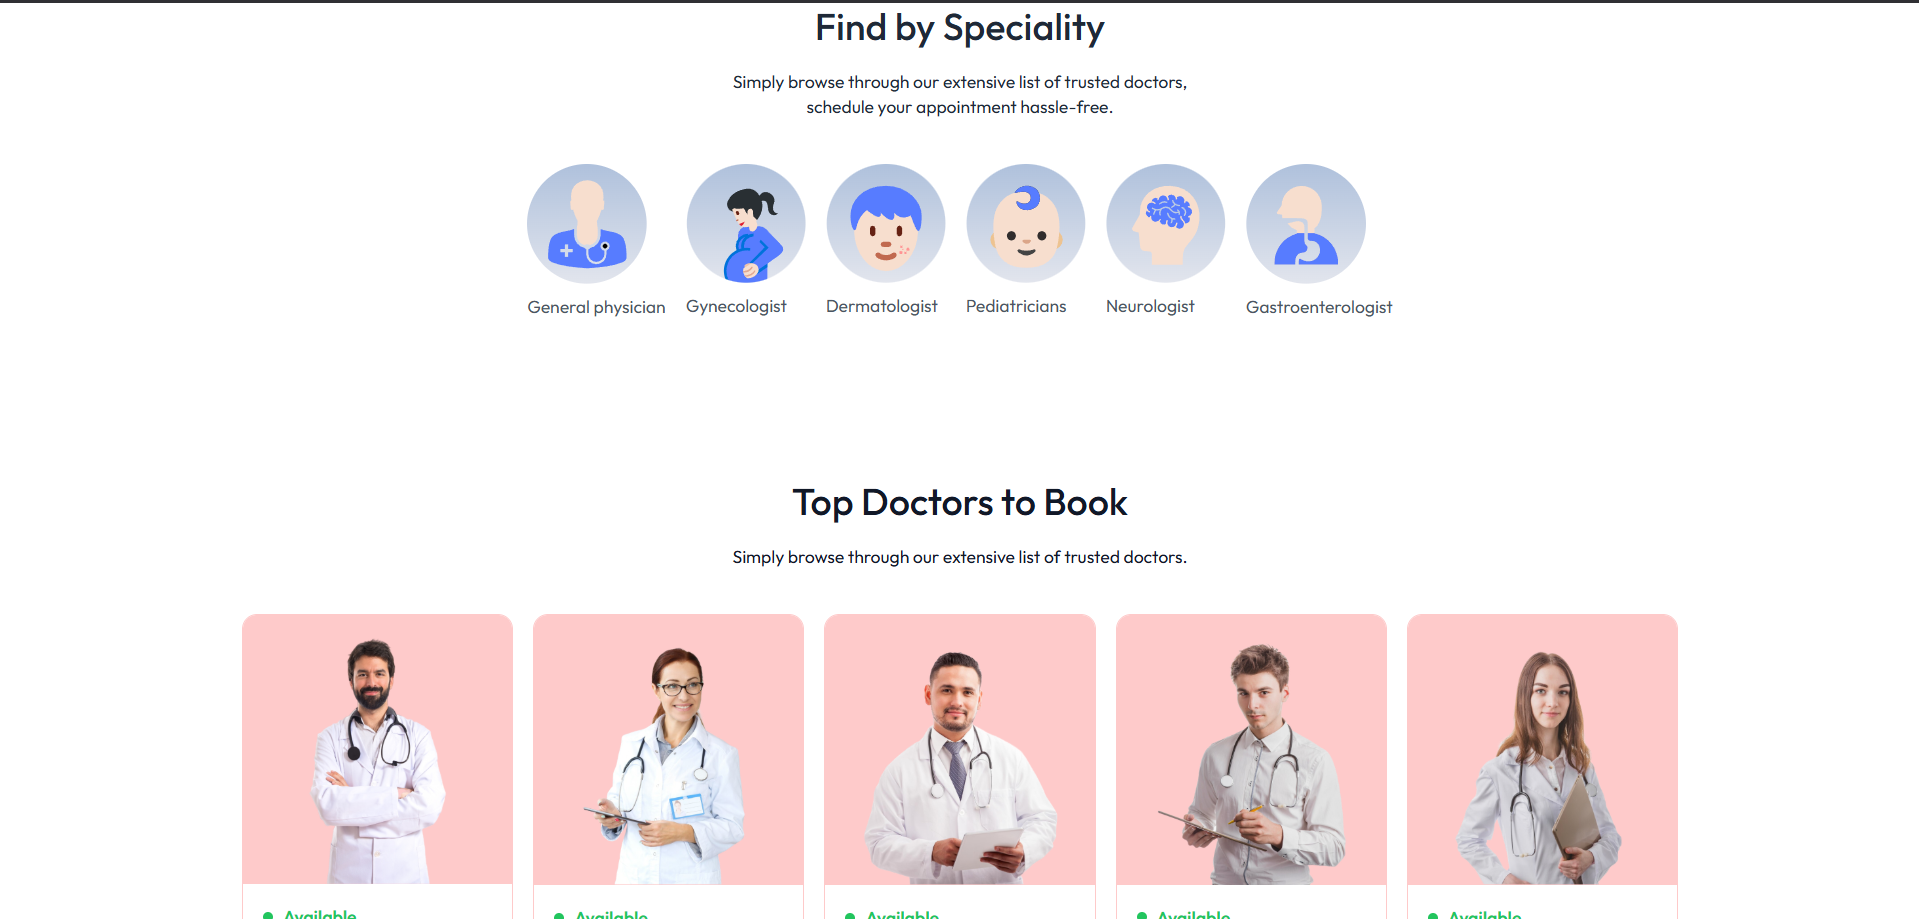 Find by Speciality
Simply browse through our extensive list of trusted doctors,
schedule your appointment hassle-free.
General physician
Gynecologist
Dermatologist
Pediatricians
Neurologist
Gastroenterologist
Top Doctors to Book
Simply browse through our extensive list of trusted doctors.
Available
Available
Available
Available
Available